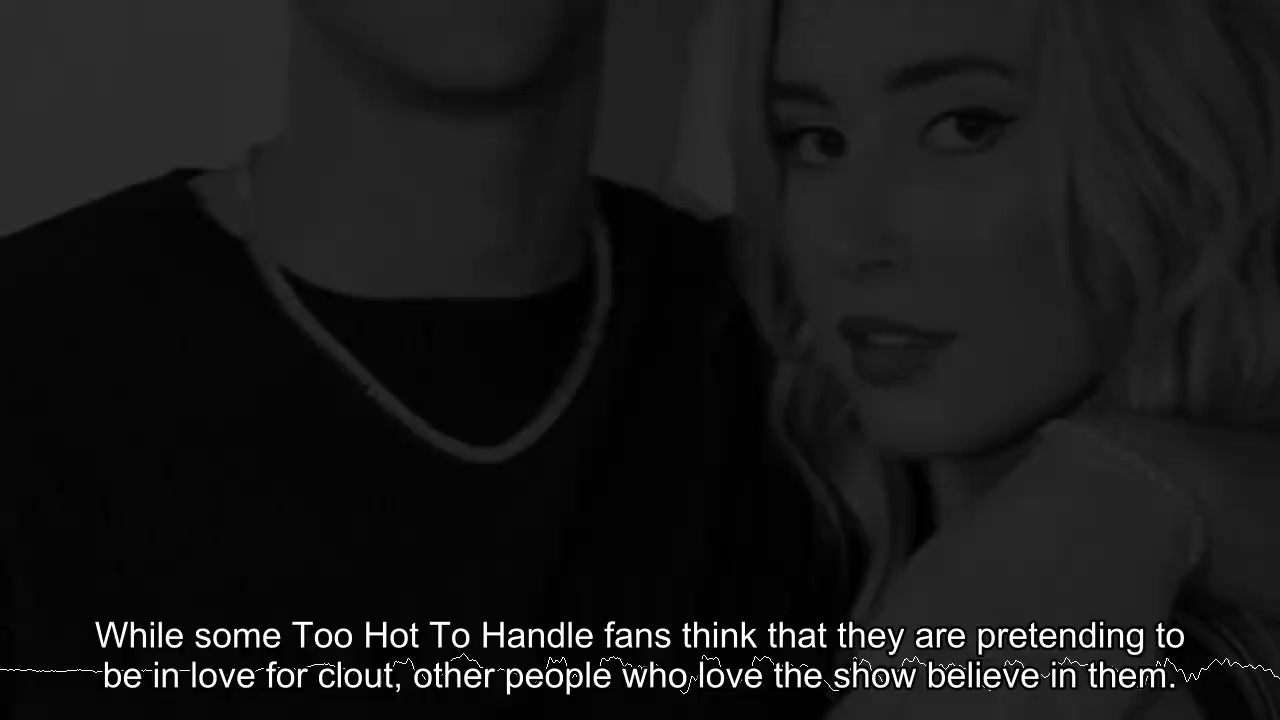 While some Too Hot To Handle fans think that they are pretending to
be in love for clout, other people who love the show believe in them.